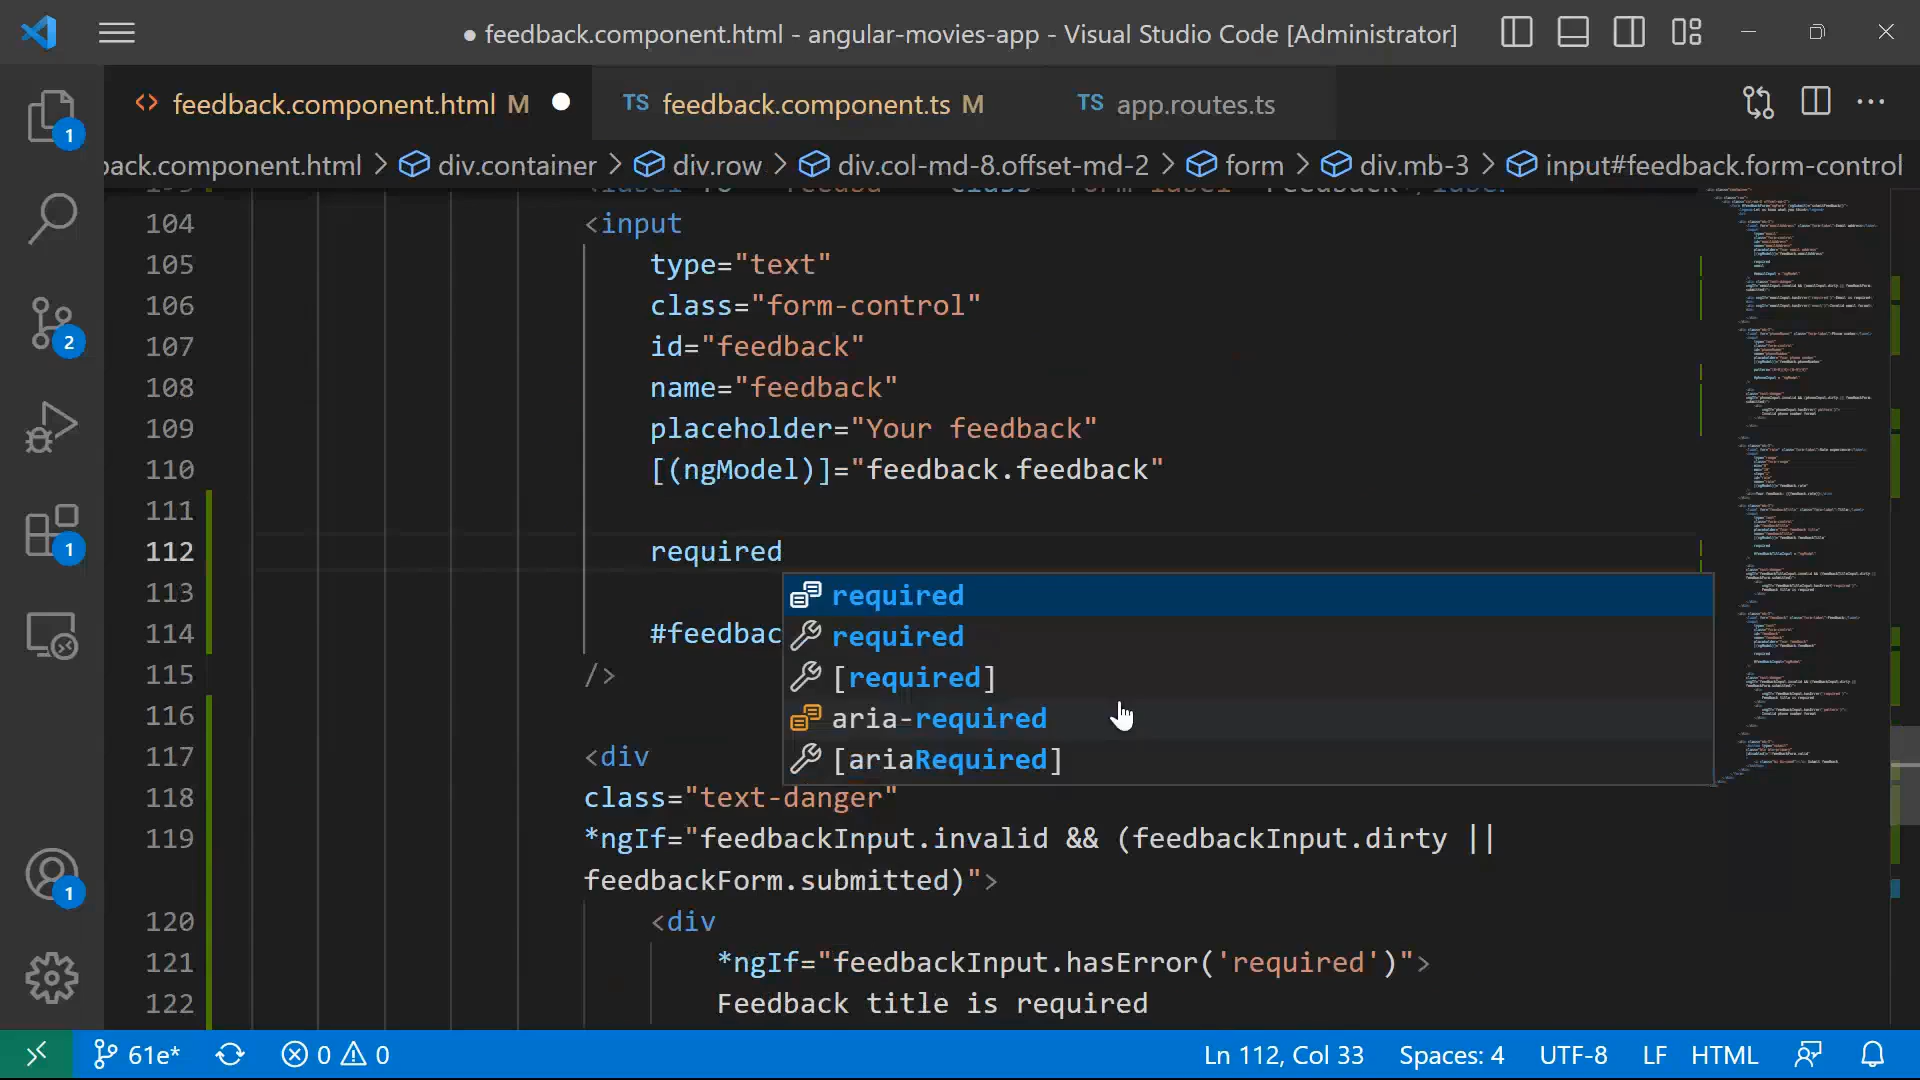 ● feedback.component.html - angular-movies-app - Visual Studio Code [Administrator]
<> feedback.component.html M ● TS feedback.component.ts M TS app.routes.ts
back.component.html > div.container > div.row > div.col-md-8.offset-md-2 > form > div.mb-3 > input#feedback.form-control
104 <input
105 type="text"
106 class="form-control"
107 id="feedback"
108 name="feedback"
109 placeholder="Your feedback"
110 [(ngModel)]="feedback.feedback"
111
112 required
required
113
114 #feedbac
required
[required]
115 />
116
aria-required
117 <div
[ariaRequired]
118 class="text-danger"
119 *ngIf="feedbackInput.invalid && (feedbackInput.dirty ||
feedbackForm.submitted)">
120 <div
121 *ngIf="feedbackInput.hasError('required')">
122 Feedback title is required
1
2
1
1
61e* 0 0 Ln 112, Col 33 Spaces: 4 UTF-8 LF HTML